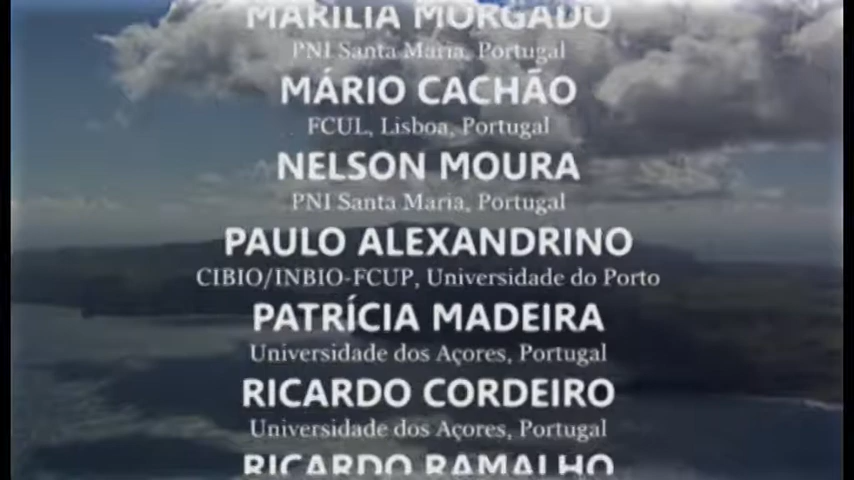 MARÍLIA MORGADO
PNI Santa Maria, Portugal
MÁRIO CACHÃO
FCUL, Lisboa, Portugal
NELSON MOURA
PNI Santa Maria, Portugal
PAULO ALEXANDRINO
CIBIO/INBIO-FCUP, Universidade do Porto
PATRÍCIA MADEIRA
Universidade dos Açores, Portugal
RICARDO CORDEIRO
Universidade dos Açores, Portugal
RICARDO RAMALHO